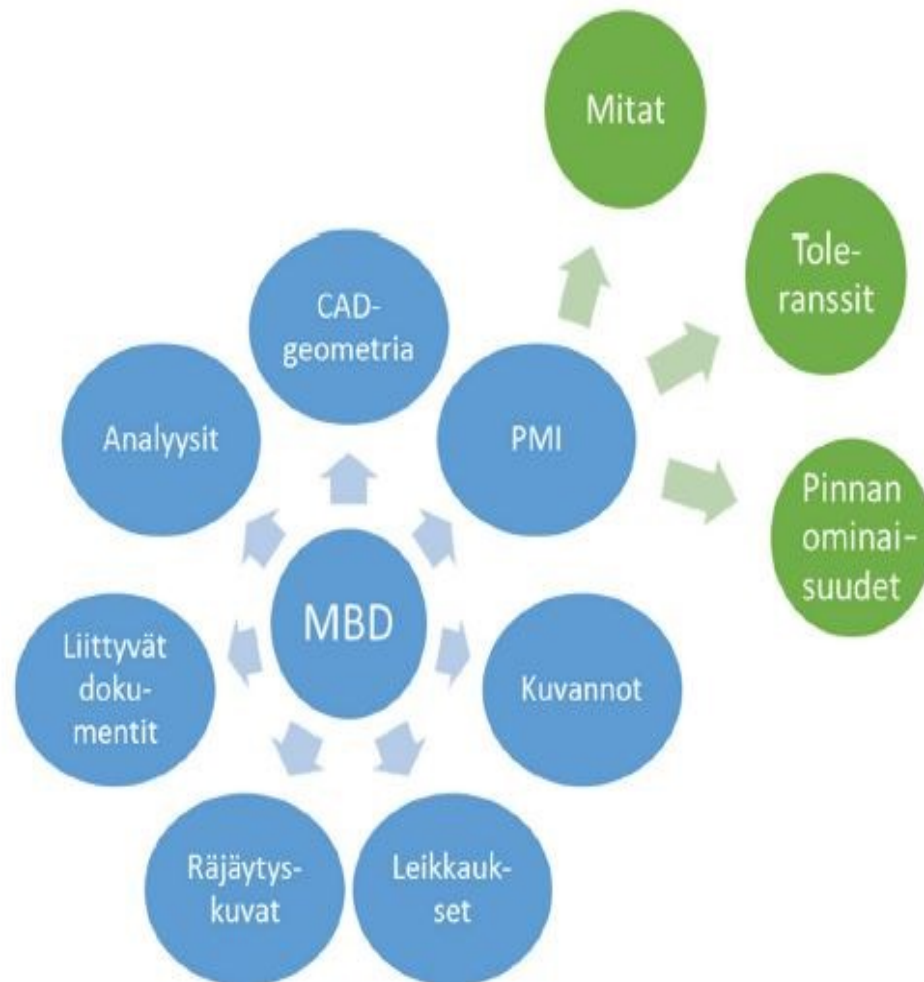 Mitat
Tole-
ranssit
CAD-
geometria
Analyysit
PMI
Pinnan
ominai-
suudet
MBD
Liittyvät
doku-
mentit
Kuvannot
Räjäytys-
kuvat
Leikkauk-
set